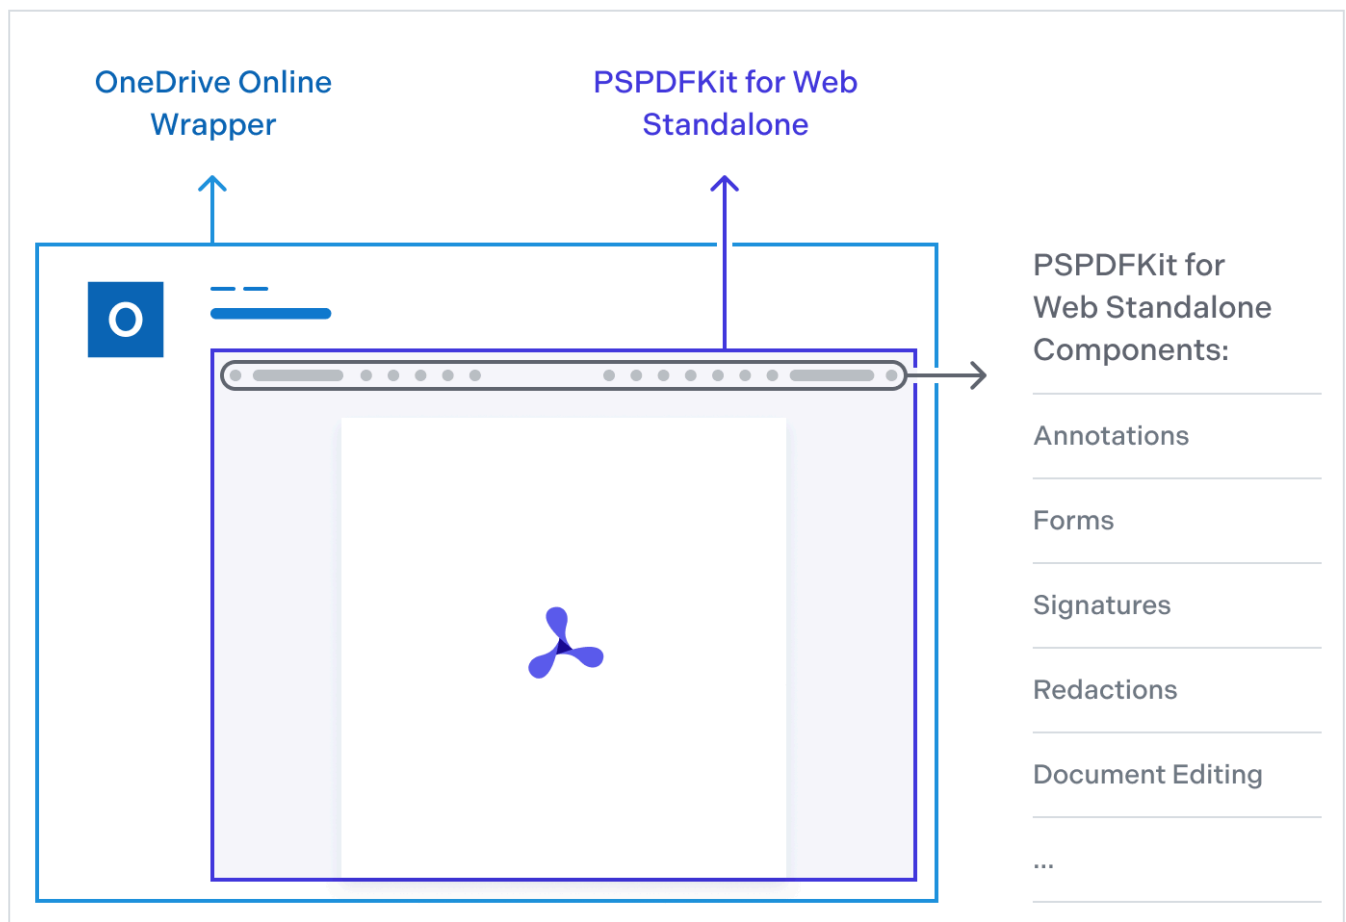 OneDrive Online
Wrapper
PSPDFKit for Web
Standalone
O
PSPDFKit for
Web Standalone
Components:
Annotations
Forms
Signatures
Redactions
Document Editing
...